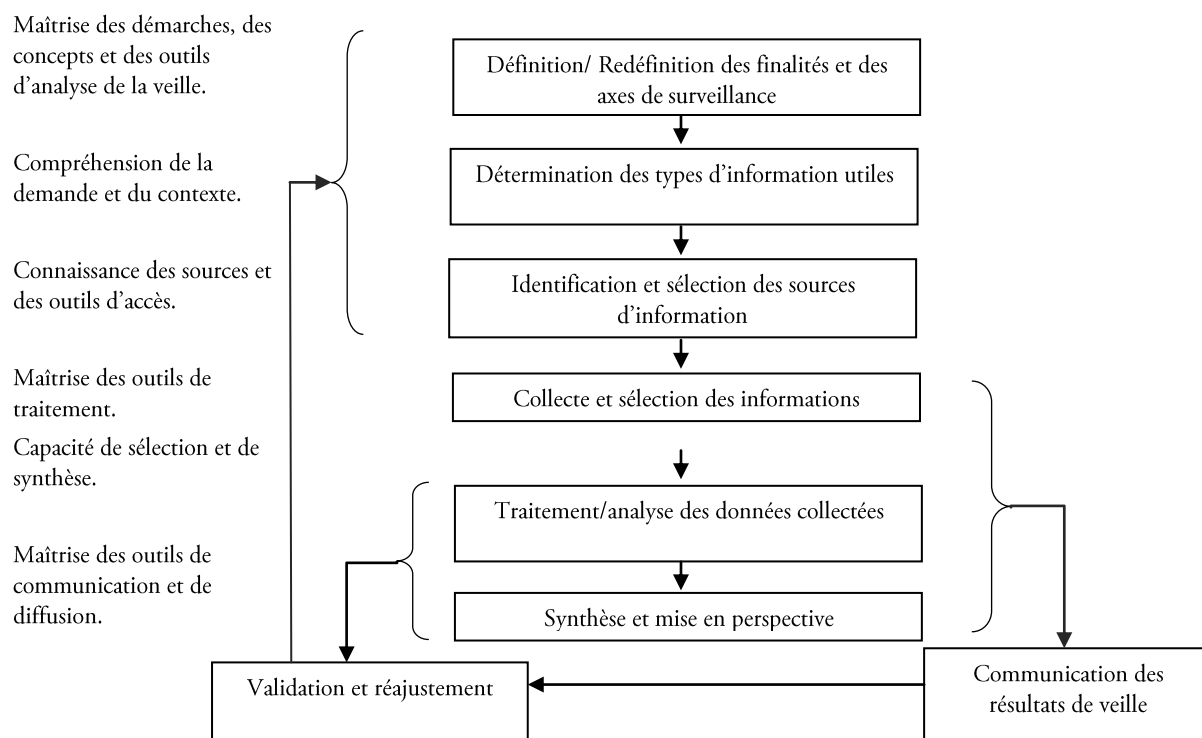 Maîtrise des démarches, des
concepts et des outils
d’analyse de la veille.
Compréhension de la
demande et du contexte.
Connaissance des sources et
des outils d’accès.
Maîtrise des outils de
traitement.
Capacité de sélection et de
synthèse.
Maîtrise des outils de
communication et de
diffusion.
Définition/ Redéfinition des finalités et des
axes de surveillance
Détermination des types d’information utiles
Identification et sélection des sources
d’information
Collecte et sélection des informations
Traitement/analyse des données collectées
Synthèse et mise en perspective
Validation et réajustement
Communication des
résultats de veille